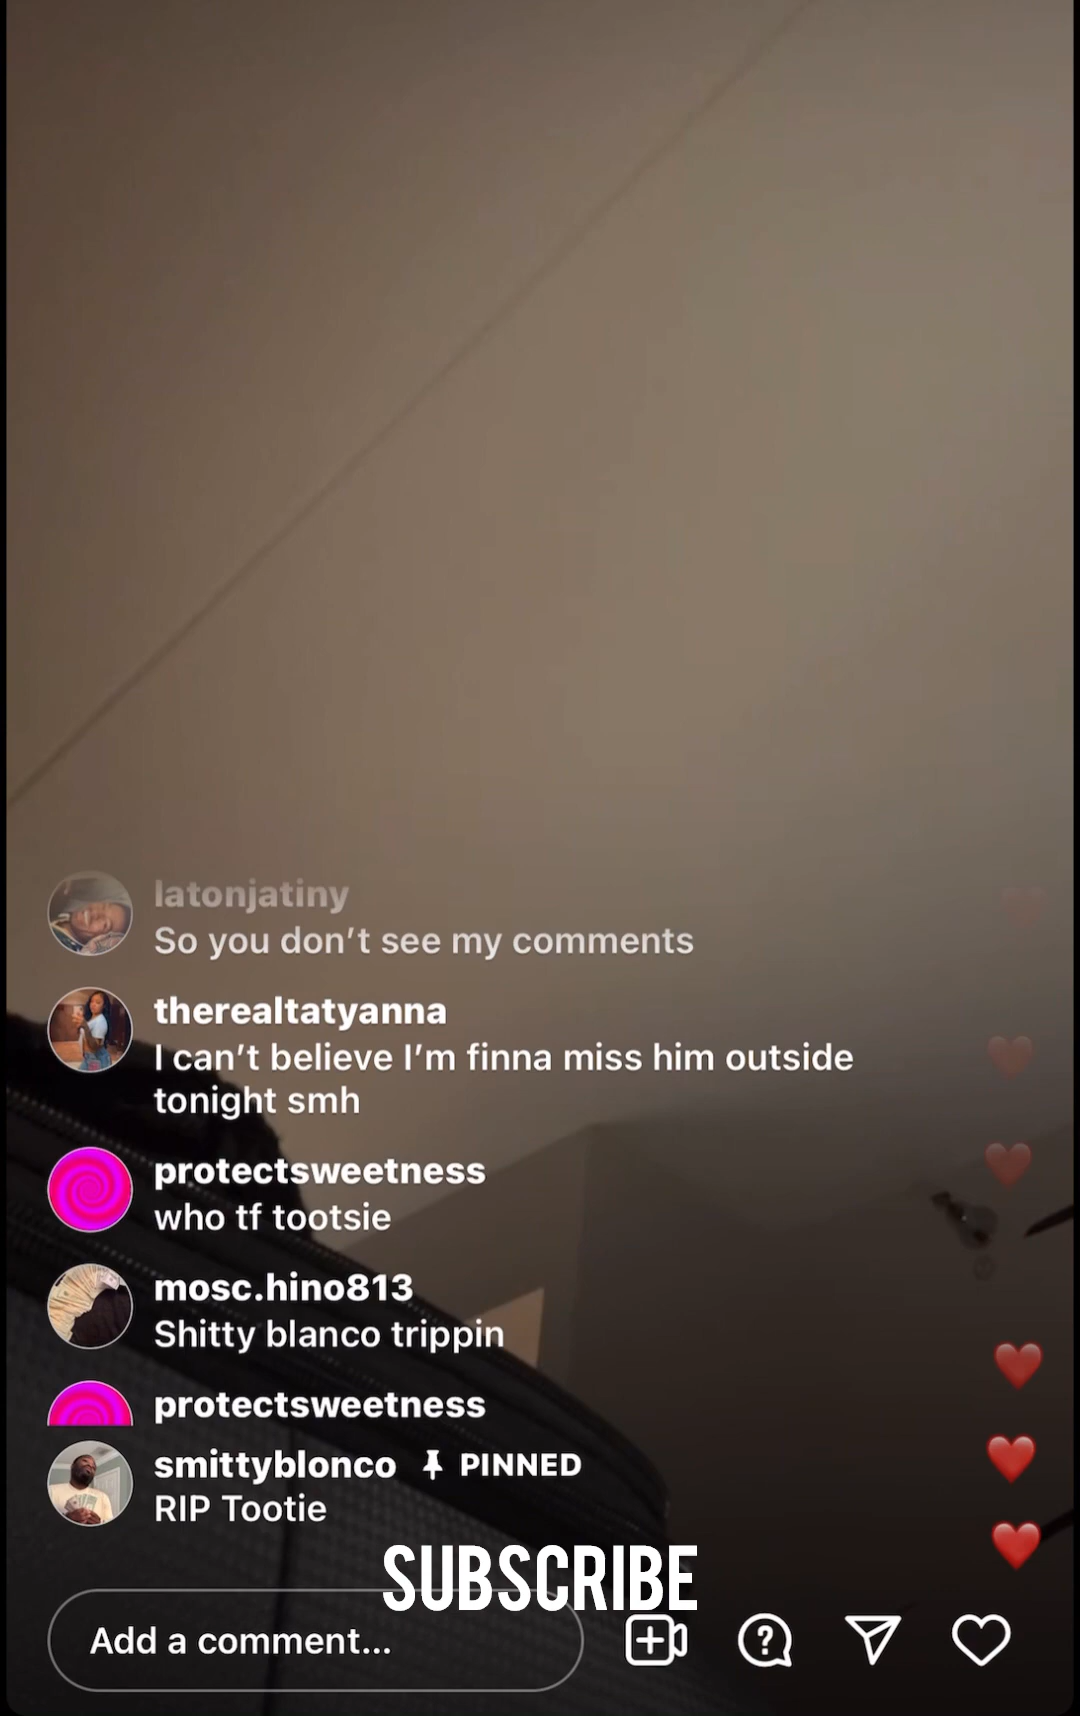 latonjatiny
So you don’t see my comments
therealtatyanna
I can’t believe I’m finna miss him outside
tonight smh
protectsweetness
who tf tootsie
mosc.hino813
Shitty blanco trippin
protectsweetness
smittyblonco PINNED
RIP Tootie
SUBSCRIBE
Add a comment...